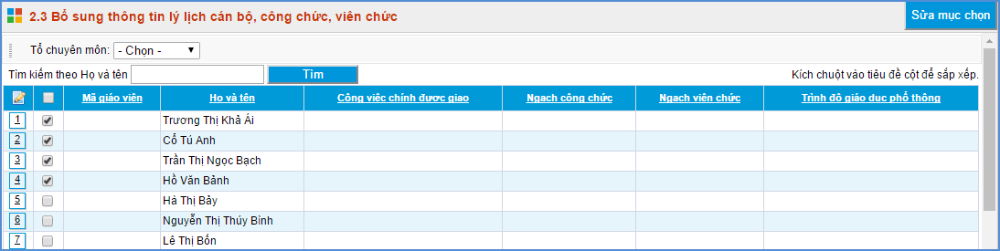 2.3 Bổ sung thông tin lý lịch cán bộ, công chức, viên chức
Sửa mục chọn
Tổ chuyên môn: - Chọn -
Tìm kiếm theo Họ và tên Tìm Kích chuột vào tiêu đề cột để sắp xếp.
Mã giáo viên Họ và tên Công việc chính được giao Ngạch công chức Ngạch viên chức Trình độ giáo dục phổ thông
1 Trương Thị Khả Ái
2 Cổ Tú Anh
3 Trần Thị Ngọc Bạch
4 Hồ Văn Bảnh
5 Hà Thị Bảy
6 Nguyễn Thị Thúy Bình
7 Lê Thị Bốn